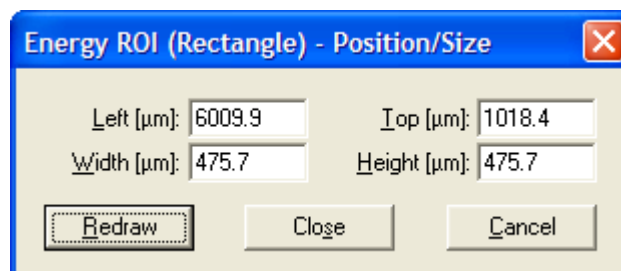 Energy ROI (Rectangle) - Position/Size
Left [µm]: 6009.9 Top [µm]: 1018.4
Width [µm]: 475.7 Height [µm]: 475.7
Redraw Close Cancel